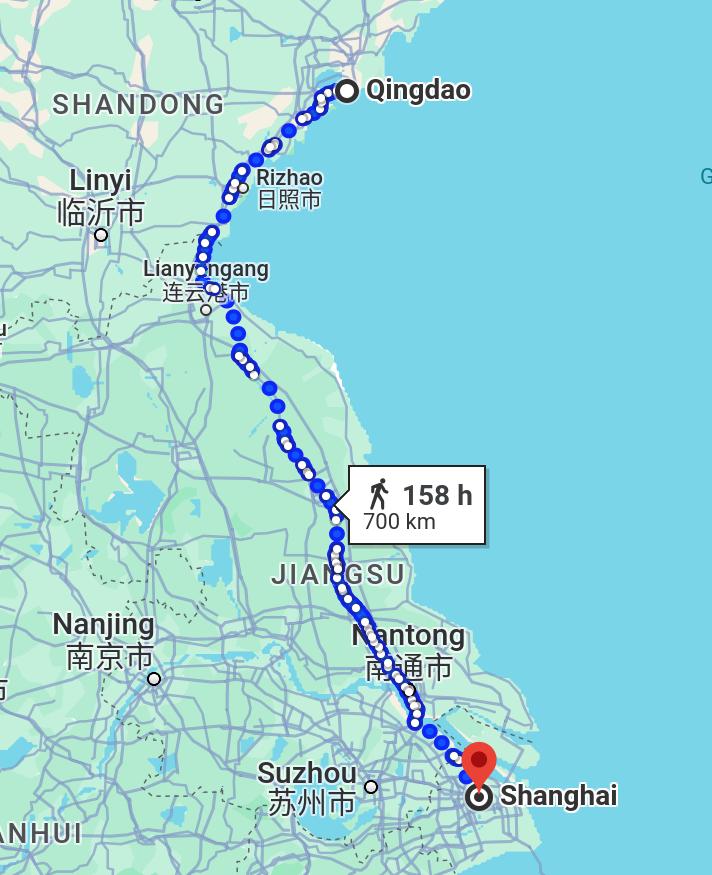 Qingdao
SHANDONG
G
Linyi
临沂市
Rizhao
日照市
Lianyungang
连云港市
u
158 h
700 km
JIANGSU
Nanjing
南京市
Nantong
南通市
市
Suzhou
苏州市
Shanghai
ANHUI